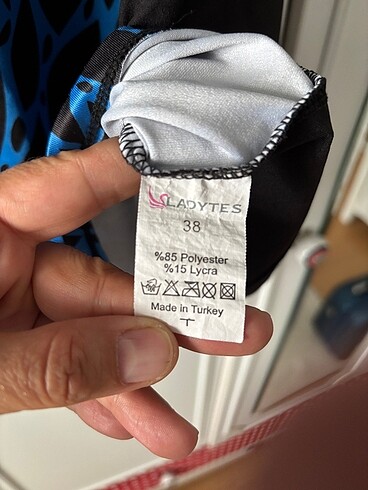 LADYTES
38
%85 Polyester
%15 Lycra
Made in Turkey